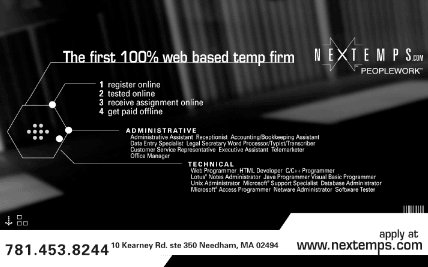 The first 100% web based temp firm
NEXTEMPS.COM
PEOPLEWORK™
1 register online
2 tested online
3 receive assignment online
4 get paid offline
ADMINISTRATIVE
Administrative Assistant Receptionist Accounting/Bookkeeping Assistant
Data Entry Specialist Legal Secretary Word Processor/Typist/Transcriber
Customer Service Representative Executive Assistant Telemarketer
Office Manager
TECHNICAL
Web Programmer HTML Developer C/C++ Programmer
Lotus® Notes Administrator Java Programmer Visual Basic Programmer
Unix Administrator Microsoft® Support Specialist Database Administrator
Microsoft® Access Programmer Netware Administrator Software Tester
781.453.8244 10 Kearney Rd. ste 350 Needham, MA 02494
apply at
www.nextemps.com